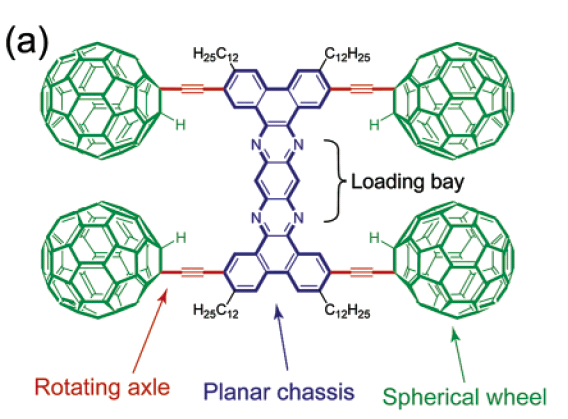 (a)
H25C12 C12H25
H H
N N
N N
Loading bay
N N
H H
H25C12 C12H25
Rotating axle Planar chassis Spherical wheel